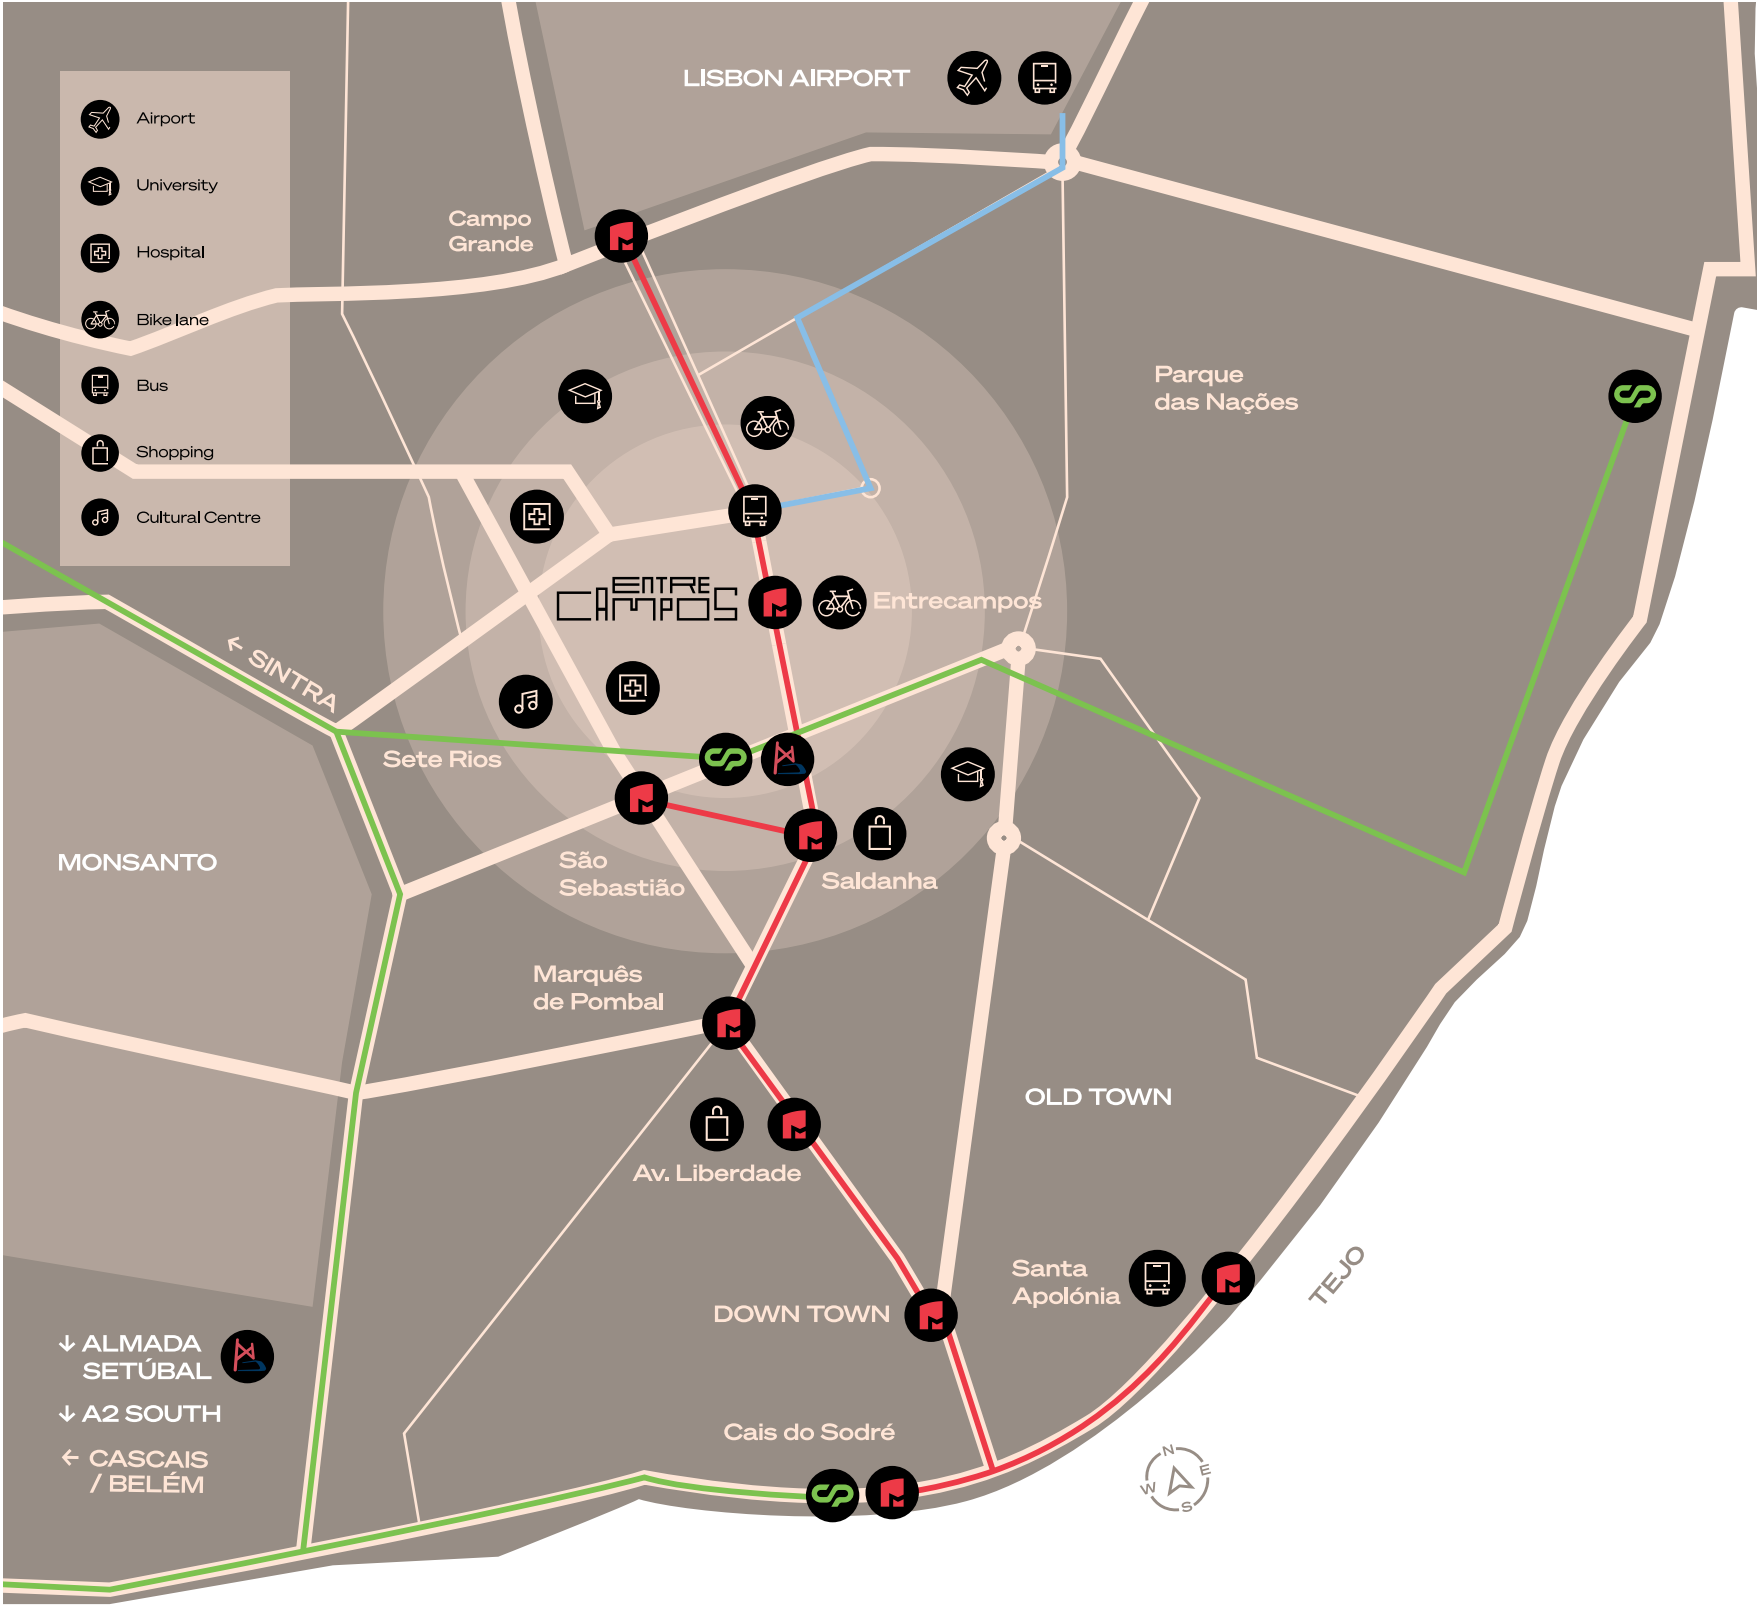 LISBON AIRPORT
Airport
University
Hospital
Bike lane
Bus
Shopping
Cultural Centre
Campo
Grande
Parque
das Nações
ENTRE
CAMPOS
Entrecampos
← SINTRA
Sete Rios
MONSANTO
São
Sebastião
Saldanha
Marquês
de Pombal
OLD TOWN
Av. Liberdade
Santa
Apolónia
TEJO
DOWN TOWN
↓ ALMADA
SETÚBAL
↓ A2 SOUTH
← CASCAIS
/ BELÉM
Cais do Sodré
N
E
W
S